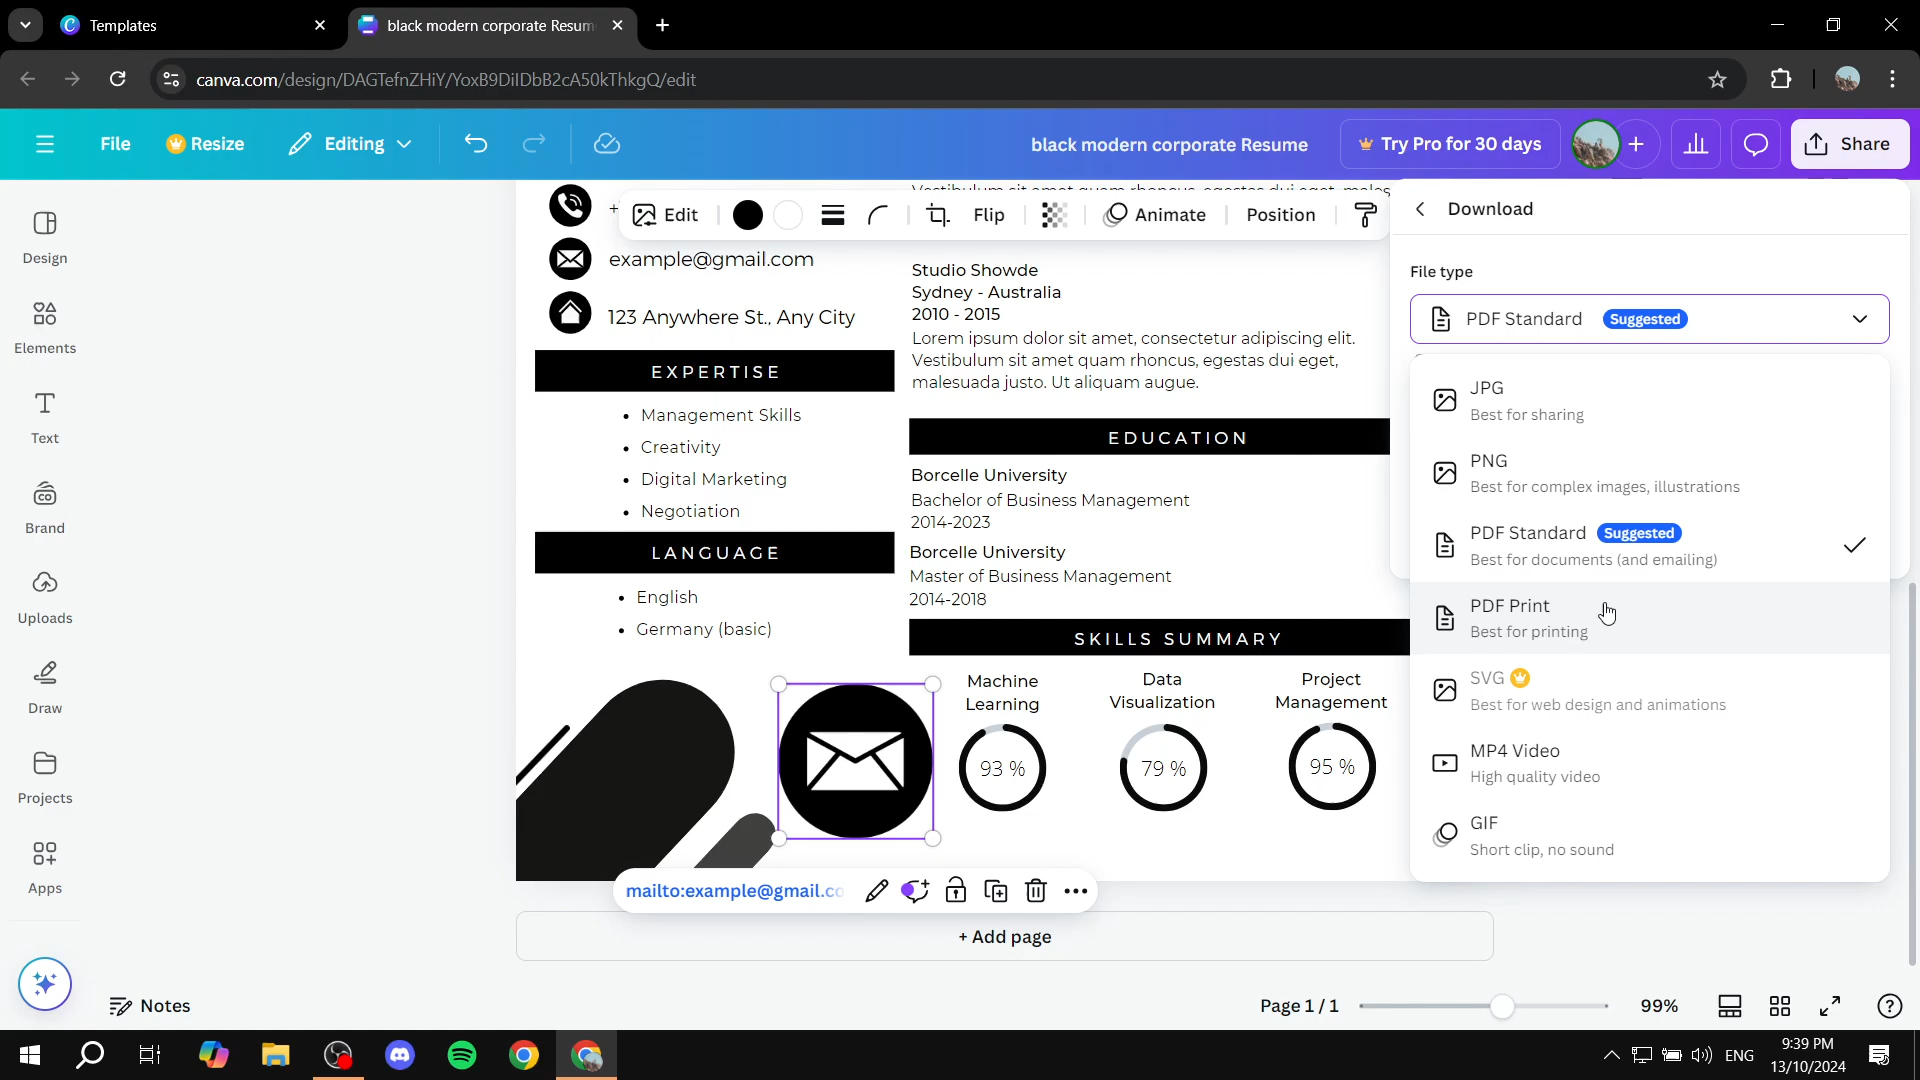 Templates
black modern corporate Resum
canva.com/design/DAGTefnZHiY/YoxB9DiIDbB2cA50kThkgQ/edit
File
Resize
Editing
black modern corporate Resume
Try Pro for 30 days
Share
Design
Elements
Text
Brand
Uploads
Draw
Projects
Apps
Edit
Flip
Animate
Position
+
example@gmail.com
123 Anywhere St., Any City
EXPERTISE
• Management Skills
• Creativity
• Digital Marketing
• Negotiation
LANGUAGE
• English
• Germany (basic)
Vestibulum sit amet quam rhoncus, egestas dui eget, males
Studio Showde
Sydney - Australia
2010 - 2015
Lorem ipsum dolor sit amet, consectetur adipiscing elit.
Vestibulum sit amet quam rhoncus, egestas dui eget,
malesuada justo. Ut aliquam augue.
EDUCATION
Borcelle University
Bachelor of Business Management
2014-2023
Borcelle University
Master of Business Management
2014-2018
SKILLS SUMMARY
Machine
Learning
93 %
Data
Visualization
79 %
Project
Management
95 %
mailto:example@gmail.co
+ Add page
Download
File type
PDF Standard Suggested
JPG
Best for sharing
PNG
Best for complex images, illustrations
PDF Standard Suggested
Best for documents (and emailing)
PDF Print
Best for printing
SVG
Best for web design and animations
MP4 Video
High quality video
GIF
Short clip, no sound
Notes
Page 1 / 1
99%
ENG
9:39 PM
13/10/2024